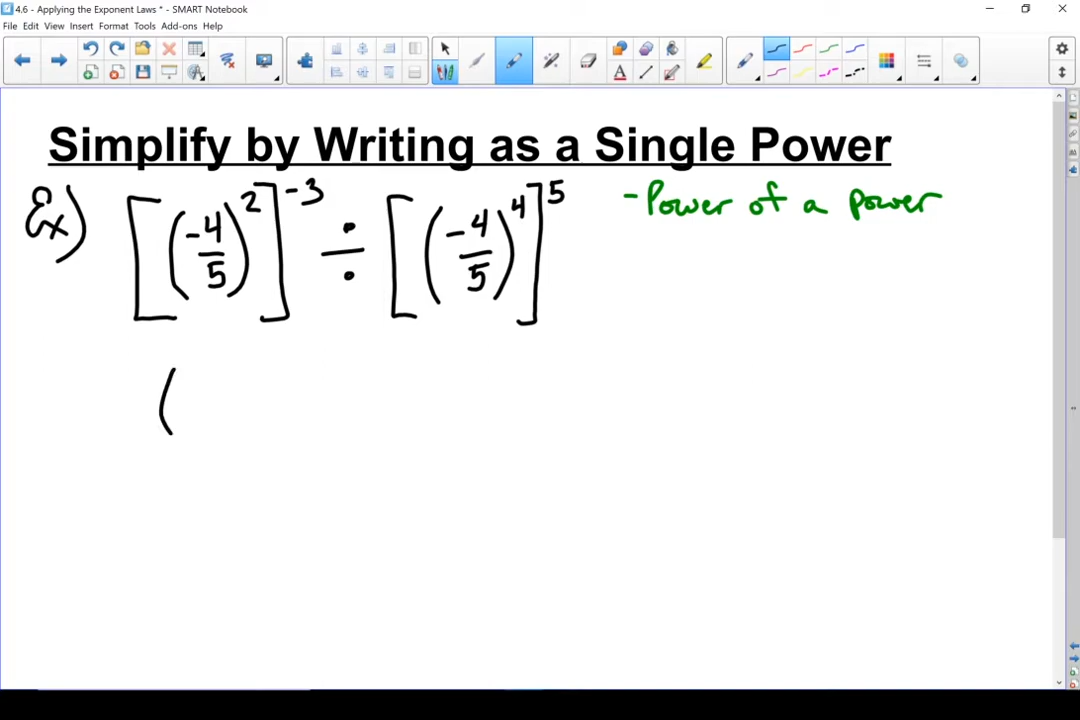 4.6 - Applying the Exponent Laws * - SMART Notebook
File Edit View Insert Format Tools Add-ons Help
Simplify by Writing as a Single Power
Ex) [(-4/5)^2]^-3 ÷ [(-4/5)^4]^5 - Power of a power
(